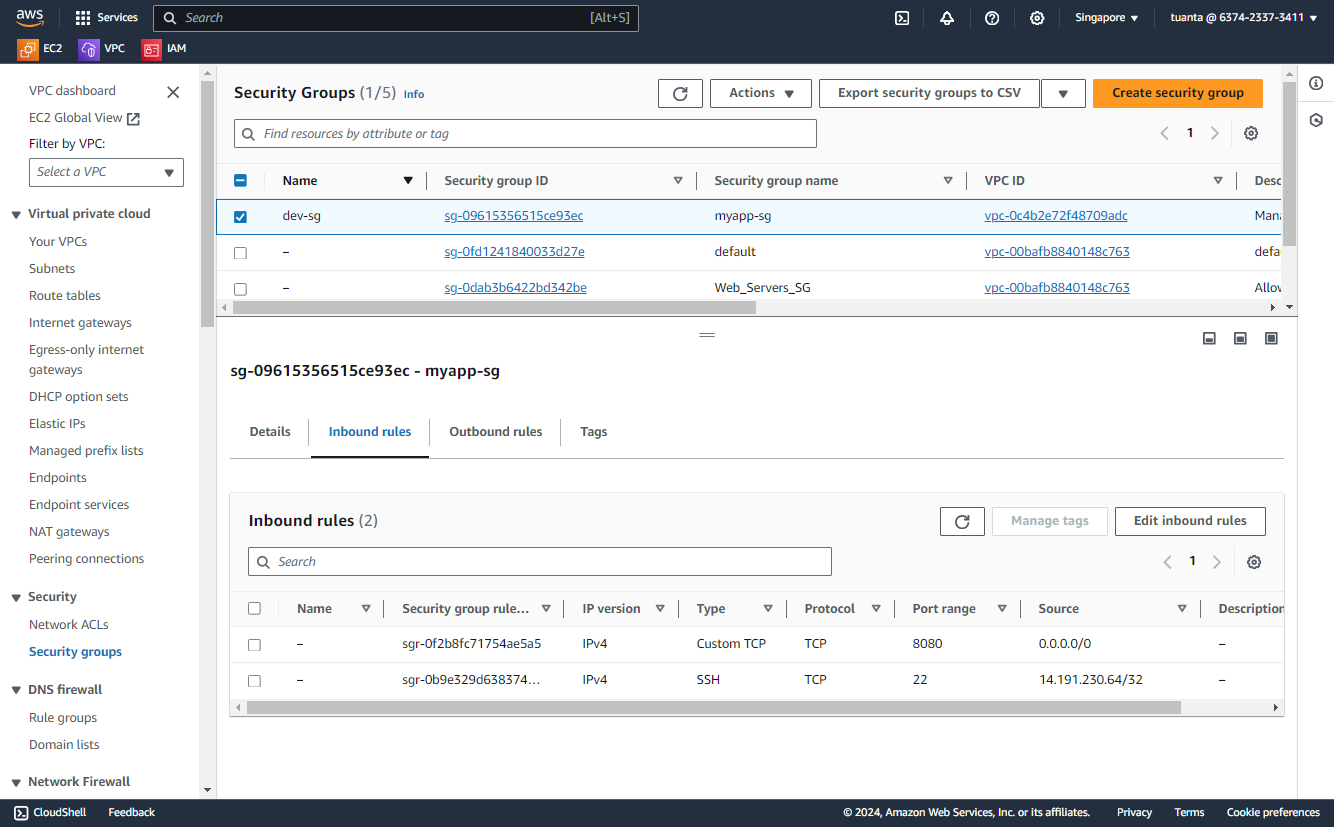 aws Services Search [Alt+S] Singapore tuanta @ 6374-2337-3411
EC2 VPC IAM
VPC dashboard
EC2 Global View
Filter by VPC:
Select a VPC
Virtual private cloud
Your VPCs
Subnets
Route tables
Internet gateways
Egress-only internet
gateways
DHCP option sets
Elastic IPs
Managed prefix lists
Endpoints
Endpoint services
NAT gateways
Peering connections
Security
Network ACLs
Security groups
DNS firewall
Rule groups
Domain lists
Network Firewall
Security Groups (1/5) Info Actions Export security groups to CSV Create security group
Find resources by attribute or tag 1
Name Security group ID Security group name VPC ID Desc
dev-sg sg-09615356515ce93ec myapp-sg vpc-0c4b2e72f48709adc Mana
– sg-0fd1241840033d27e default vpc-00bafb8840148c763 defa
– sg-0dab3b6422bd342be Web_Servers_SG vpc-00bafb8840148c763 Allow
sg-09615356515ce93ec - myapp-sg
Details Inbound rules Outbound rules Tags
Inbound rules (2) Manage tags Edit inbound rules
Search 1
Name Security group rule... IP version Type Protocol Port range Source Description
– sgr-0f2b8fc71754ae5a5 IPv4 Custom TCP TCP 8080 0.0.0.0/0 –
– sgr-0b9e329d638374... IPv4 SSH TCP 22 14.191.230.64/32 –
CloudShell Feedback © 2024, Amazon Web Services, Inc. or its affiliates. Privacy Terms Cookie preferences